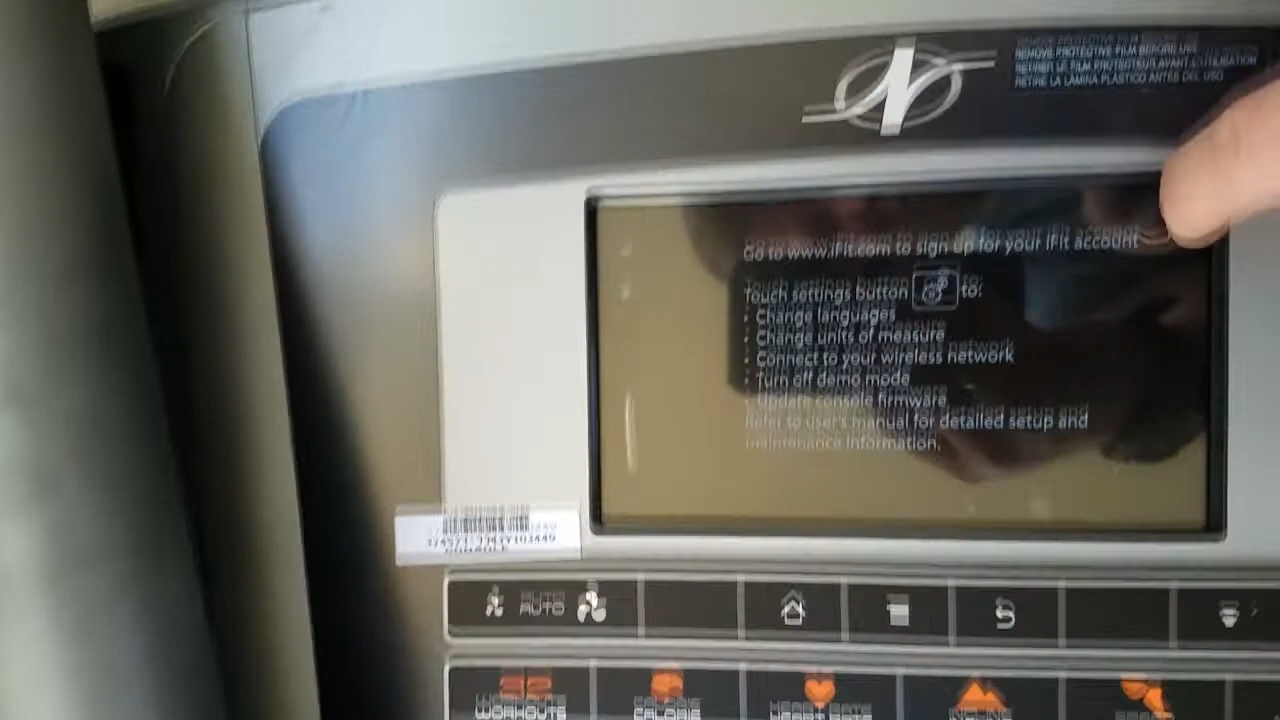 REMOVE PROTECTIVE FILM BEFORE USE
RETIRER LE FILM PROTECTEUR AVANT L'UTILISATION
RETIRE LA LAMINA PLASTICO ANTES DEL USO
Go to www.iFit.com to sign up for your iFit account
Touch settings button to:
• Change languages
• Change units of measure
• Connect to your wireless network
• Turn off demo mode
• Update console firmware
Refer to user's manual for detailed setup and
maintenance information.
CONSOLE
AUTO
WORKOUTS
CALORIE
HEART RATE
INCLINE